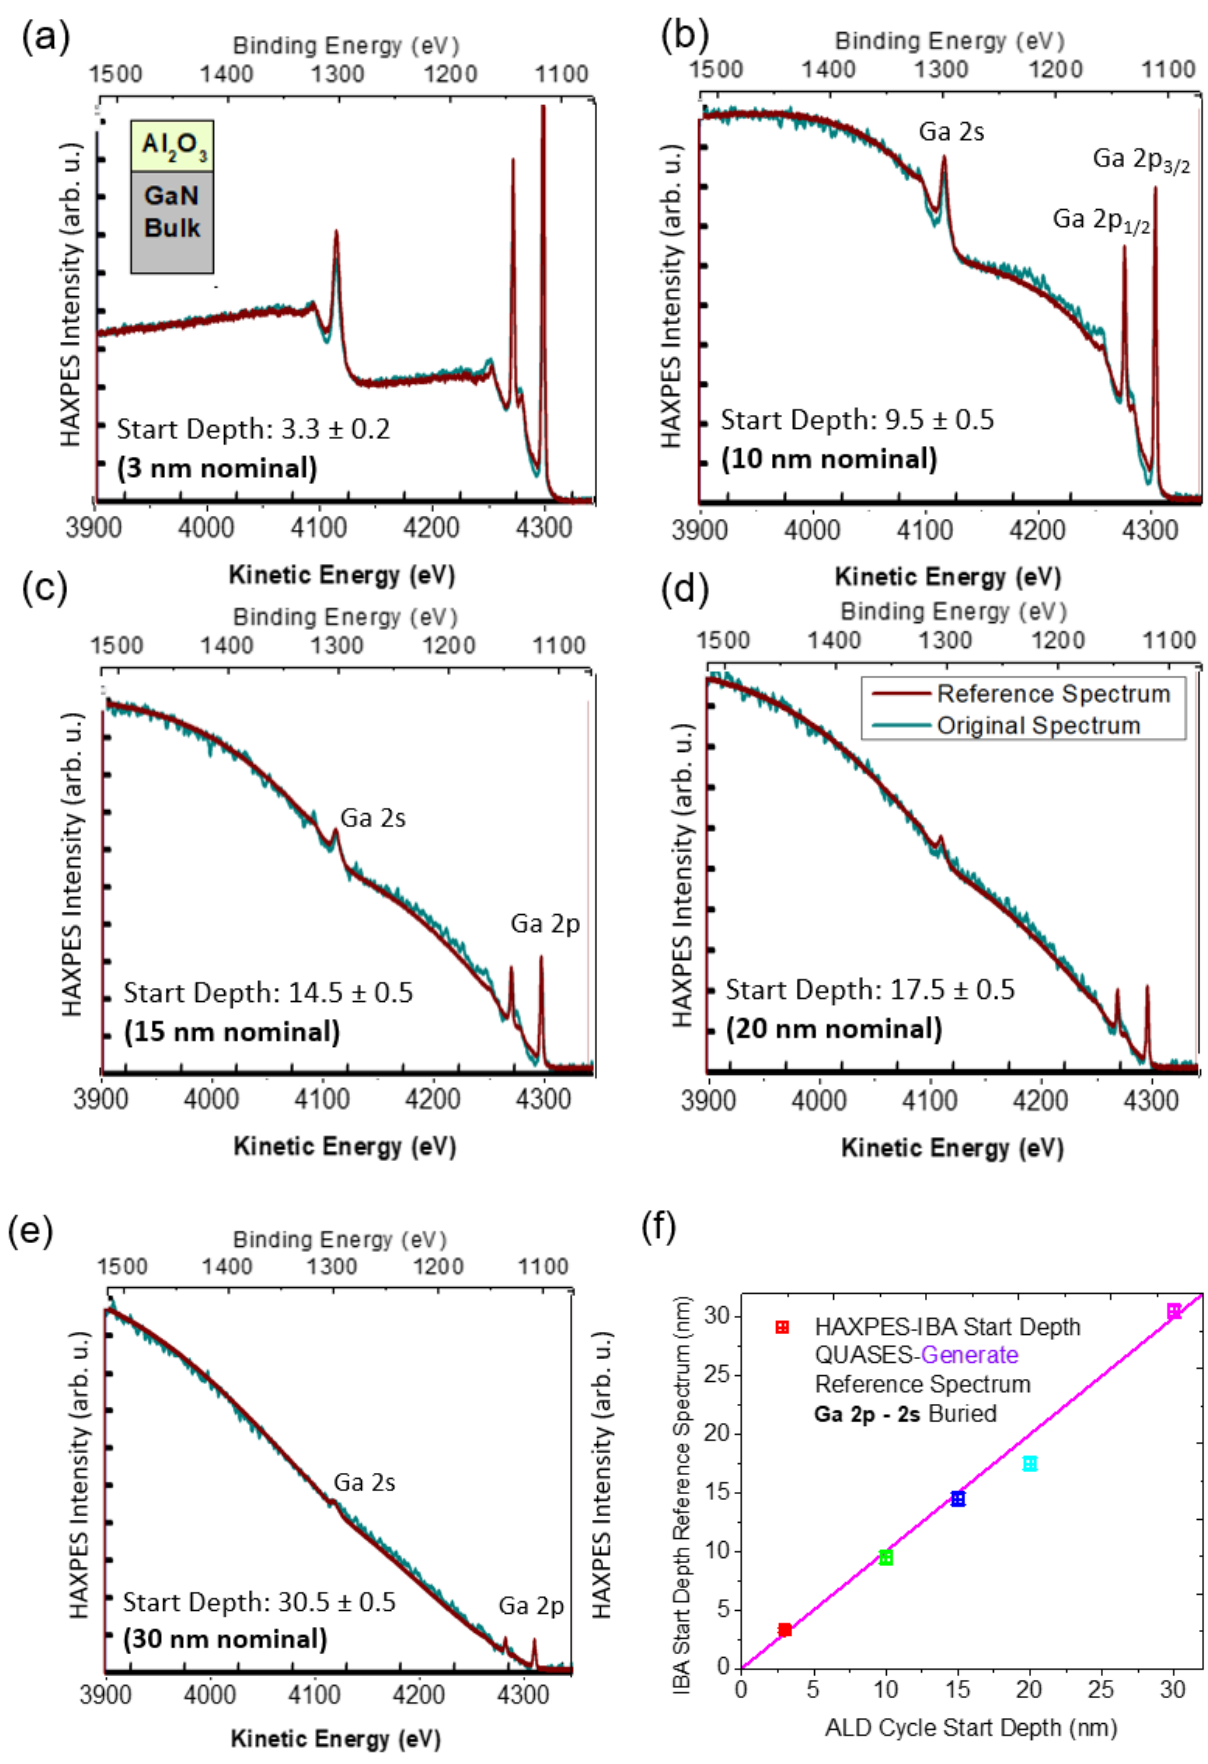 (a)
Binding Energy (eV)
1500 1400 1300 1200 1100
HAXPES Intensity (arb. u.)
Al2O3
GaN
Bulk
Start Depth: 3.3 ± 0.2
(3 nm nominal)
3900 4000 4100 4200 4300
Kinetic Energy (eV)
(b)
Binding Energy (eV)
1500 1400 1300 1200 1100
HAXPES Intensity (arb. u.)
Ga 2s
Ga 2p3/2
Ga 2p1/2
Start Depth: 9.5 ± 0.5
(10 nm nominal)
3900 4000 4100 4200 4300
Kinetic Energy (eV)
(c)
Binding Energy (eV)
1500 1400 1300 1200 1100
HAXPES Intensity (arb. u.)
Ga 2s
Ga 2p
Start Depth: 14.5 ± 0.5
(15 nm nominal)
3900 4000 4100 4200 4300
Kinetic Energy (eV)
(d)
Binding Energy (eV)
1500 1400 1300 1200 1100
HAXPES Intensity (arb. u.)
Reference Spectrum
Original Spectrum
Start Depth: 17.5 ± 0.5
(20 nm nominal)
3900 4000 4100 4200 4300
Kinetic Energy (eV)
(e)
Binding Energy (eV)
1500 1400 1300 1200 1100
HAXPES Intensity (arb. u.)
Ga 2s
Start Depth: 30.5 ± 0.5
Ga 2p
(30 nm nominal)
3900 4000 4100 4200 4300
Kinetic Energy (eV)
HAXPES Intensity (arb. u.)
(f)
IBA Start Depth Reference Spectrum (nm)
30
25
20
15
10
5
0
HAXPES-IBA Start Depth
QUASES-Generate
Reference Spectrum
Ga 2p - 2s Buried
0 5 10 15 20 25 30
ALD Cycle Start Depth (nm)